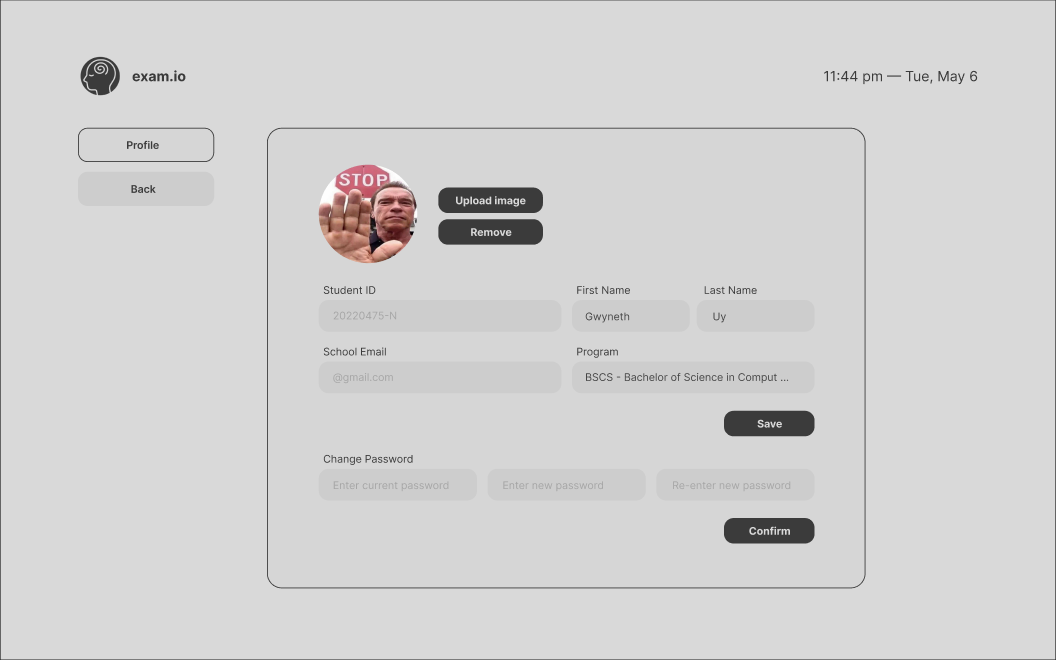 exam.io
11:44 pm — Tue, May 6
Profile
Back
STOP
Upload image
Remove
Student ID
First Name
Last Name
20220475-N
Gwyneth
Uy
School Email
Program
@gmail.com
BSCS - Bachelor of Science in Comput ...
Save
Change Password
Enter current password
Enter new password
Re-enter new password
Confirm